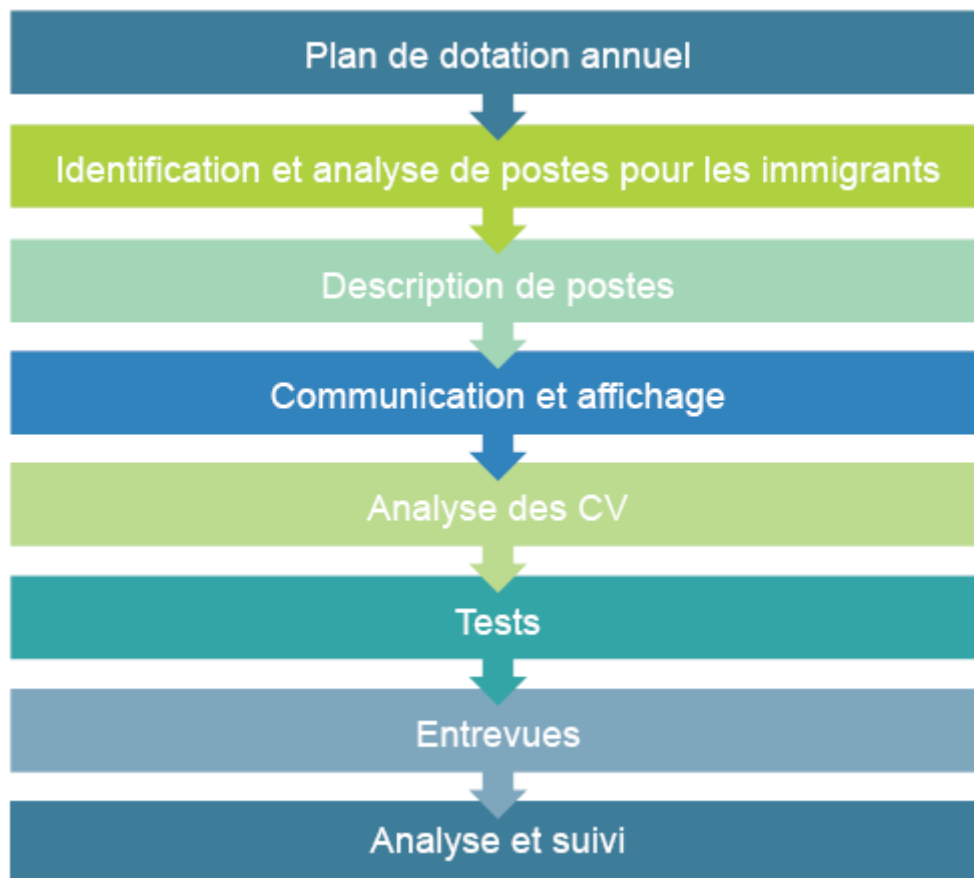 Plan de dotation annuel
Identification et analyse de postes pour les immigrants
Description de postes
Communication et affichage
Analyse des CV
Tests
Entrevues
Analyse et suivi